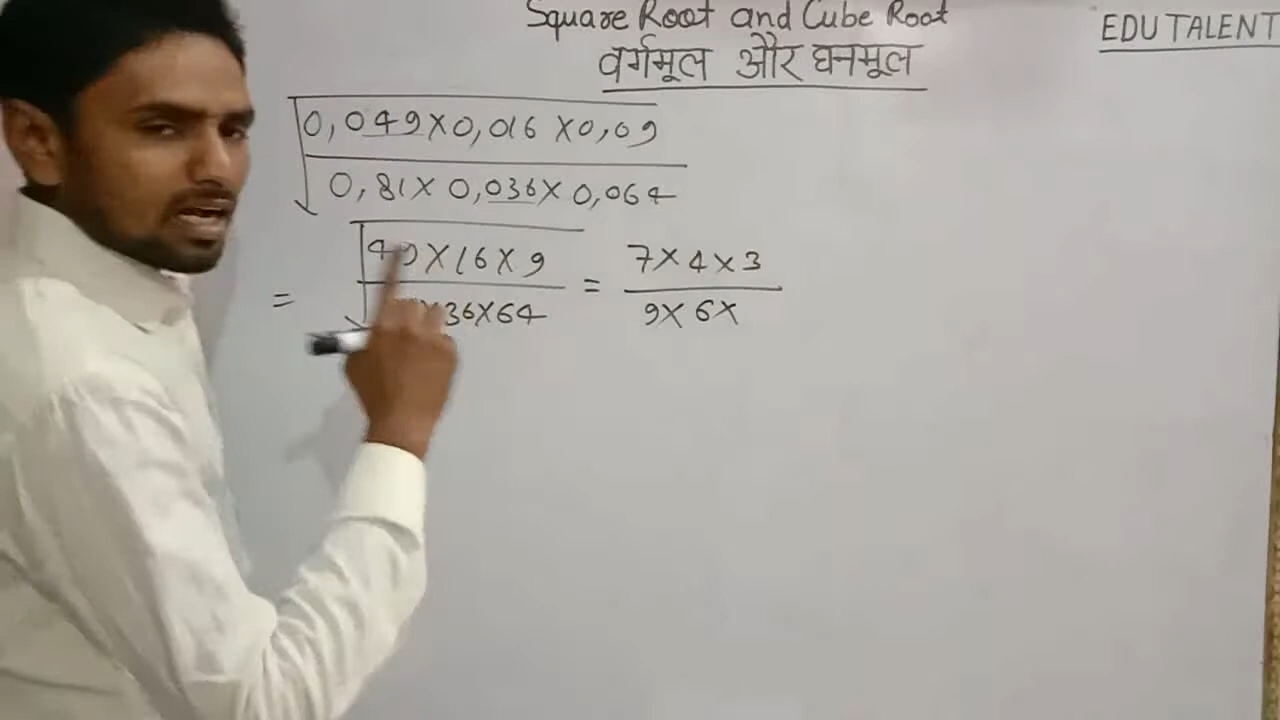 Square Root and Cube Root
EDU TALENT
वर्गमूल और घनमूल
√0,049×0,016×0,09
0,81×0,036×0,064
= √49×16×9 = 7×4×3
×36×64 9×6×